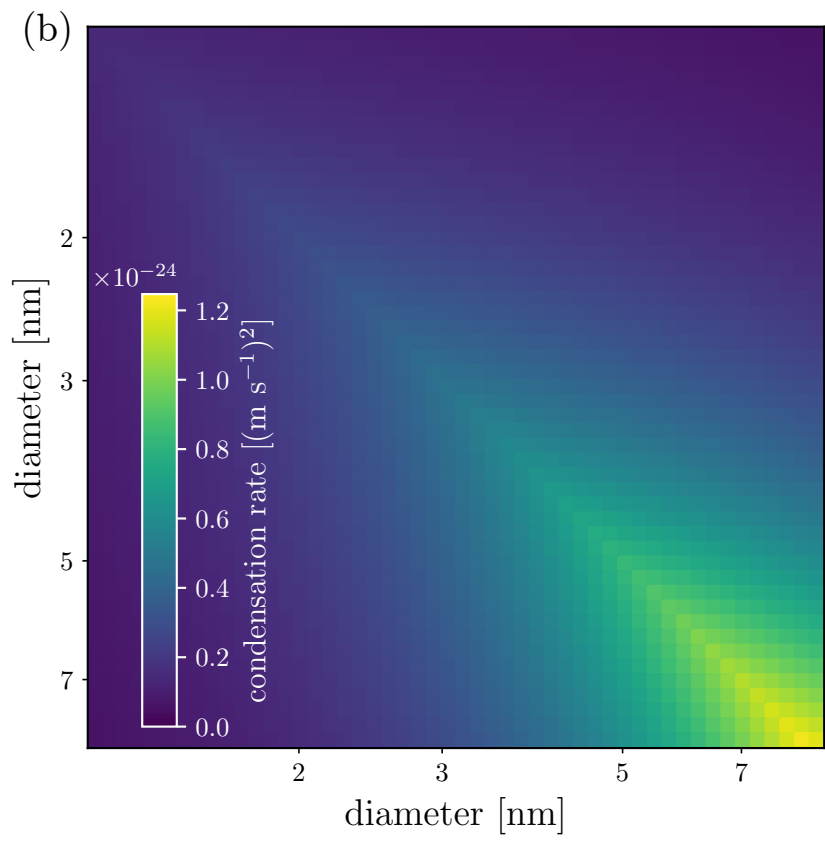 (b)
diameter [nm]
2
3
5
7
×10⁻²⁴
1.2
1.0
0.8
0.6
0.4
0.2
0.0
condensation rate [(m s⁻¹)²]
2 3 5 7
diameter [nm]